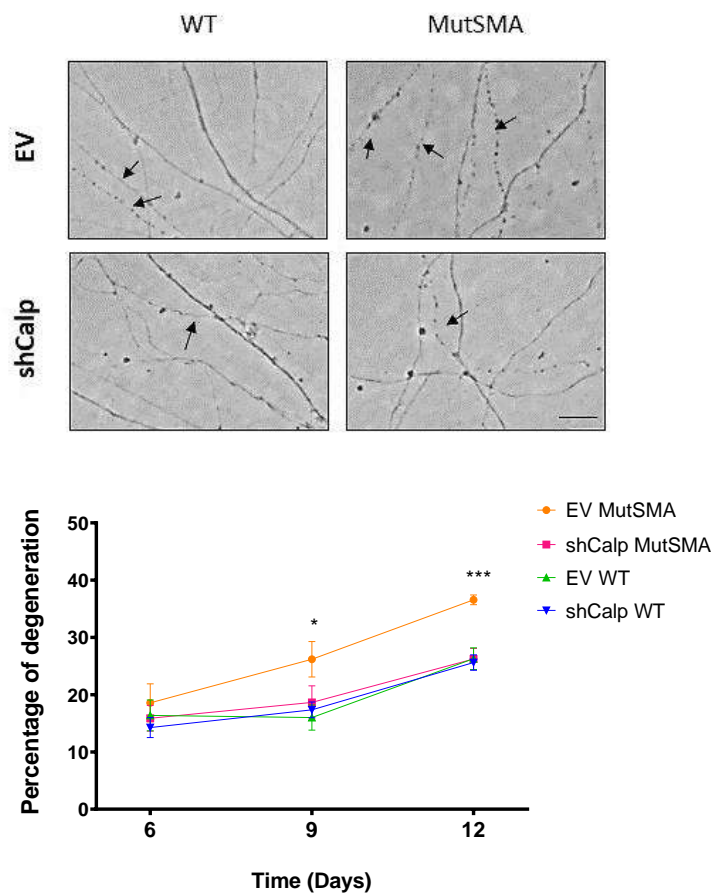 WT
MutSMA
EV
shCalp
50
40
30
20
10
0
Percentage of degeneration
6
9
12
Time (Days)
*
***
EV MutSMA
shCalp MutSMA
EV WT
shCalp WT